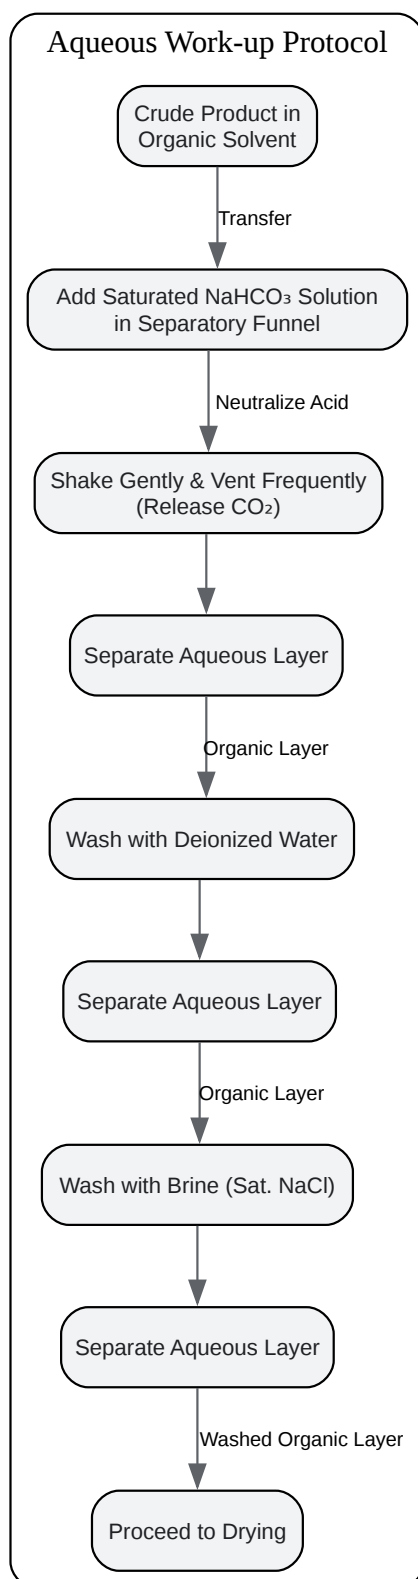 Aqueous Work-up Protocol
Crude Product in
Organic Solvent
Transfer
Add Saturated NaHCO₃ Solution
in Separatory Funnel
Neutralize Acid
Shake Gently & Vent Frequently
(Release CO₂)
Separate Aqueous Layer
Organic Layer
Wash with Deionized Water
Separate Aqueous Layer
Organic Layer
Wash with Brine (Sat. NaCl)
Separate Aqueous Layer
Washed Organic Layer
Proceed to Drying